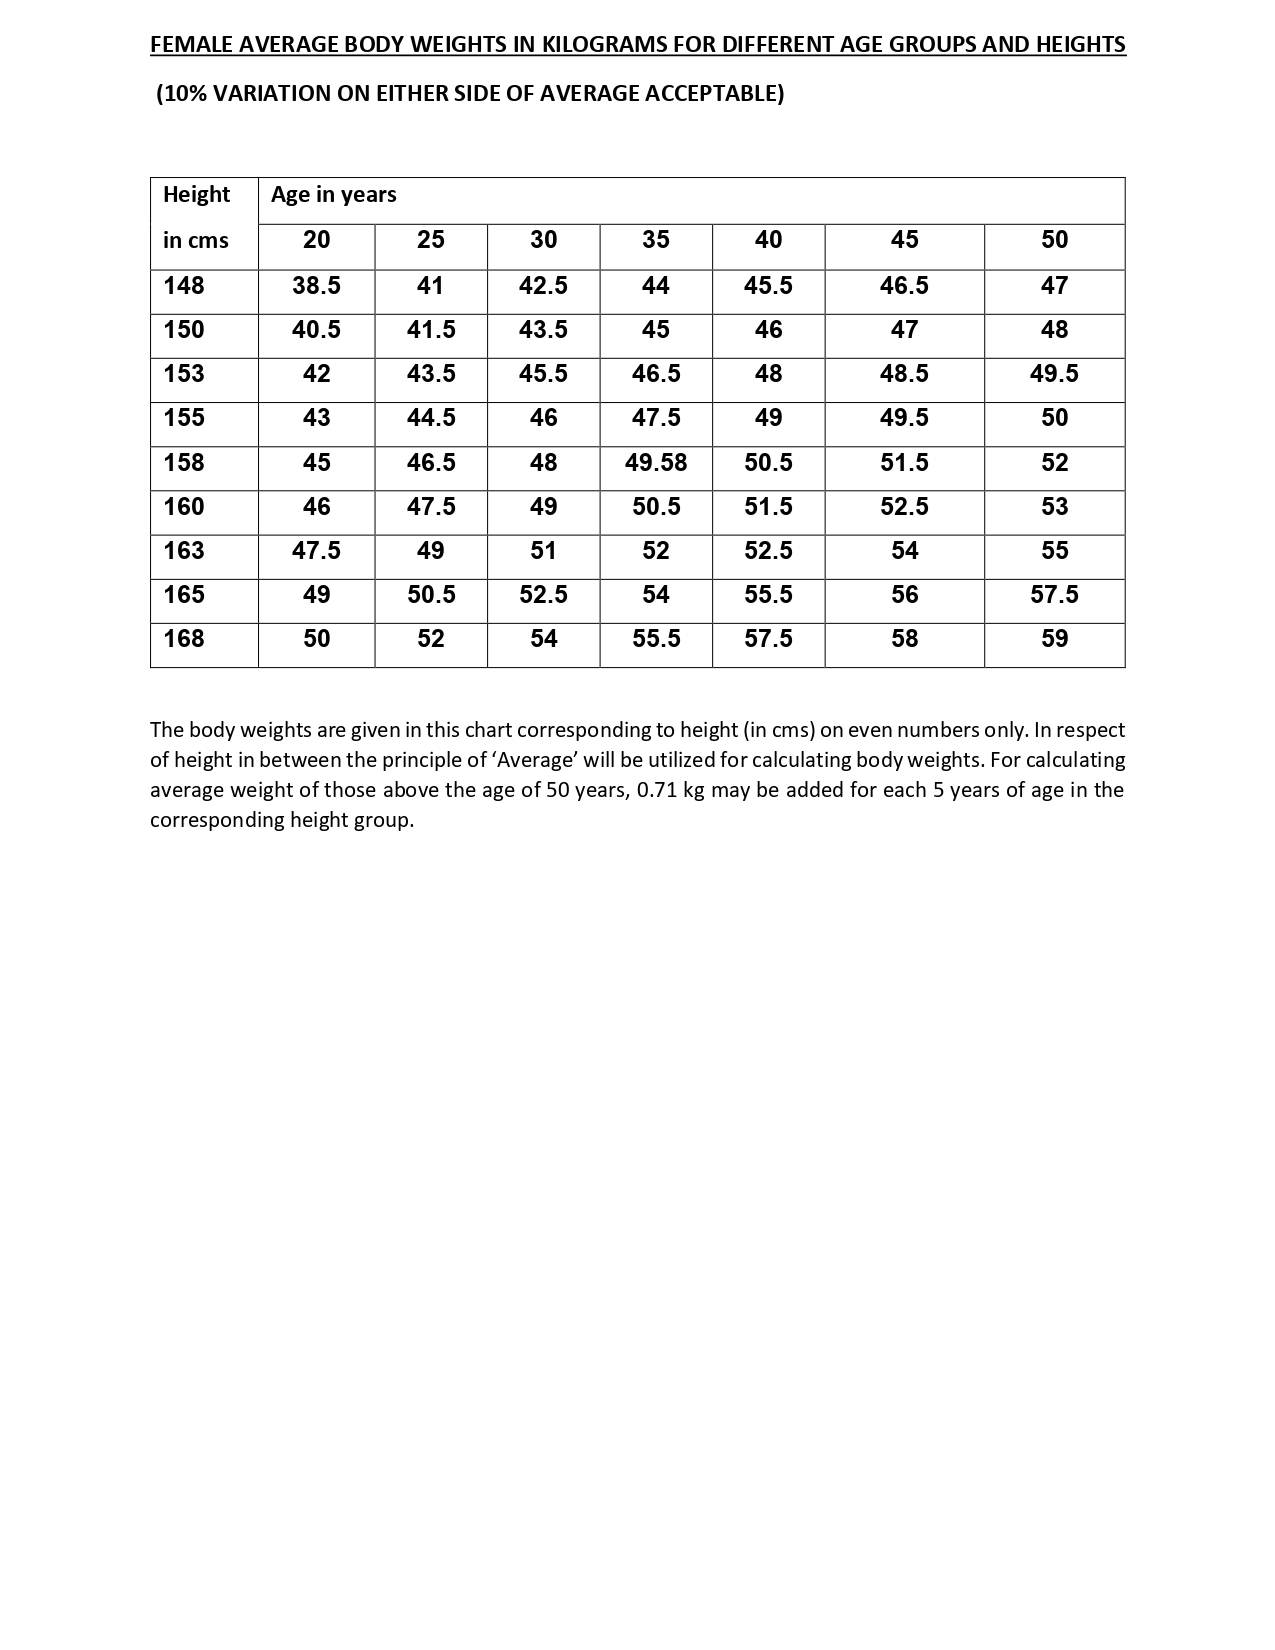 FEMALE AVERAGE BODY WEIGHTS IN KILOGRAMS FOR DIFFERENT AGE GROUPS AND HEIGHTS
(10% VARIATION ON EITHER SIDE OF AVERAGE ACCEPTABLE)
Height Age in years
in cms 20 25 30 35 40 45 50
148 38.5 41 42.5 44 45.5 46.5 47
150 40.5 41.5 43.5 45 46 47 48
153 42 43.5 45.5 46.5 48 48.5 49.5
155 43 44.5 46 47.5 49 49.5 50
158 45 46.5 48 49.58 50.5 51.5 52
160 46 47.5 49 50.5 51.5 52.5 53
163 47.5 49 51 52 52.5 54 55
165 49 50.5 52.5 54 55.5 56 57.5
168 50 52 54 55.5 57.5 58 59
The body weights are given in this chart corresponding to height (in cms) on even numbers only. In respect
of height in between the principle of ‘Average’ will be utilized for calculating body weights. For calculating
average weight of those above the age of 50 years, 0.71 kg may be added for each 5 years of age in the
corresponding height group.